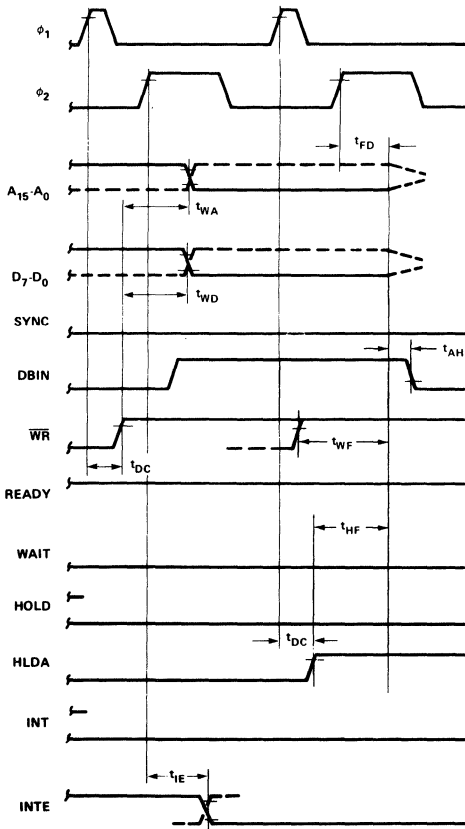 φ1
φ2
tFD
A15-A0
tWA
D7-D0
tWD
SYNC
tAH
DBIN
WR
tWF
tDC
READY
tHF
WAIT
HOLD
tDC
HLDA
INT
tIE
INTE